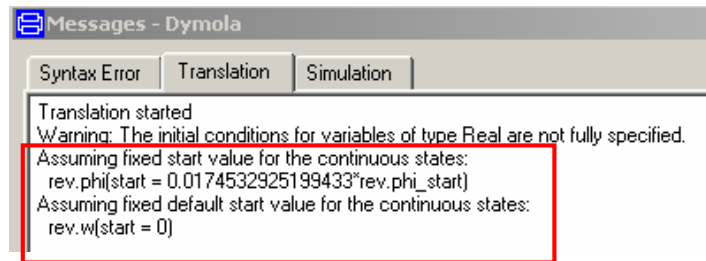 Messages - Dymola
Syntax Error Translation Simulation
Translation started
Warning: The initial conditions for variables of type Real are not fully specified.
Assuming fixed start value for the continuous states:
rev.phi(start = 0.0174532925199433*rev.phi_start)
Assuming fixed default start value for the continuous states:
rev.w(start = 0)